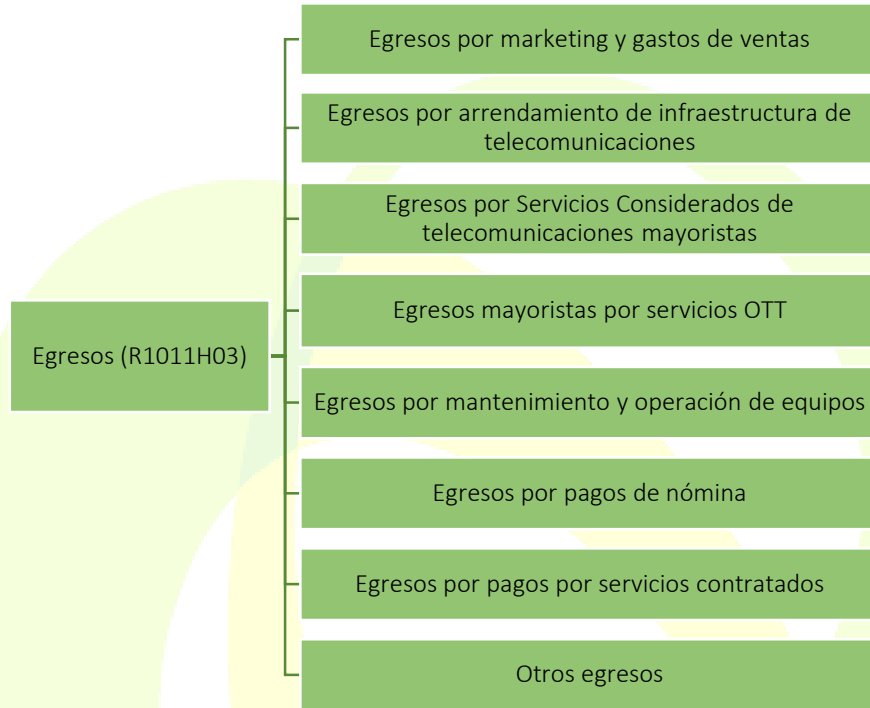 Egresos por marketing y gastos de ventas
Egresos por arrendamiento de infraestructura de
telecomunicaciones
Egresos por Servicios Considerados de
telecomunicaciones mayoristas
Egresos mayoristas por servicios OTT
Egresos (R1011H03)
Egresos por mantenimiento y operación de equipos
Egresos por pagos de nómina
Egresos por pagos por servicios contratados
Otros egresos